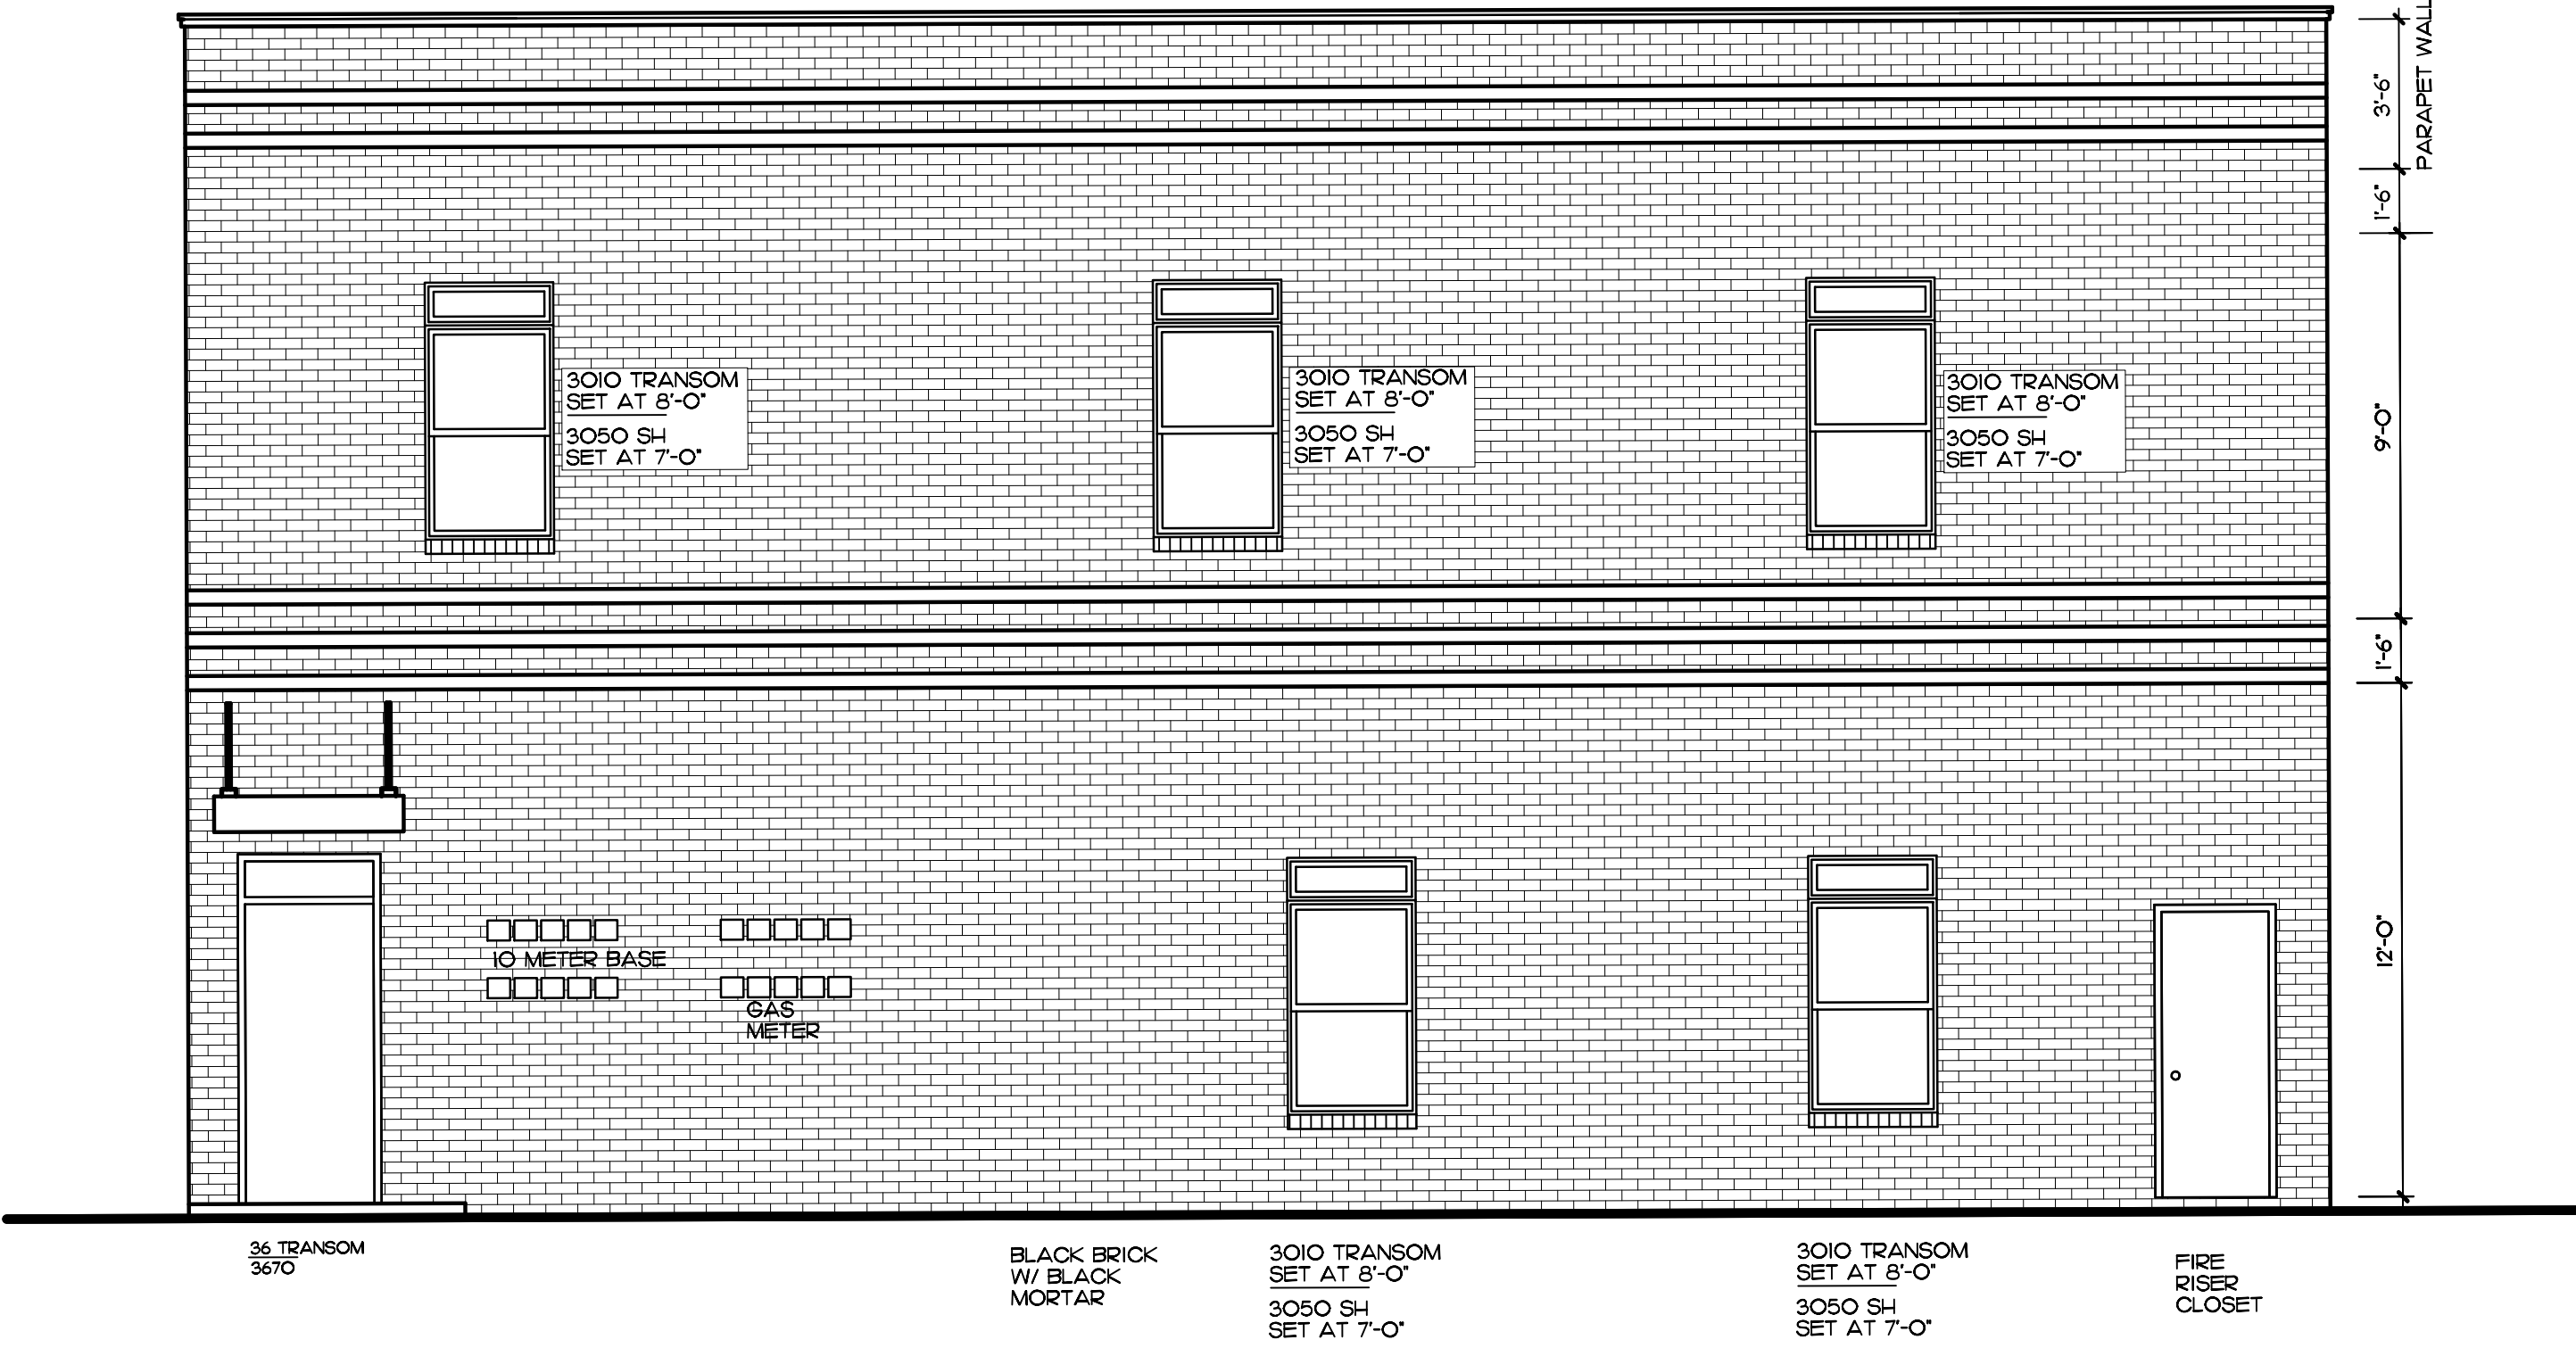 PARAPET WALL
3'-6"
1'-6"
9'-0"
1'-6"
12'-0"
3010 TRANSOM
SET AT 8'-0"
3050 SH
SET AT 7'-0"
3010 TRANSOM
SET AT 8'-0"
3050 SH
SET AT 7'-0"
3010 TRANSOM
SET AT 8'-0"
3050 SH
SET AT 7'-0"
10 METER BASE
GAS
METER
36 TRANSOM
3670
BLACK BRICK
W/ BLACK
MORTAR
3010 TRANSOM
SET AT 8'-0"
3050 SH
SET AT 7'-0"
3010 TRANSOM
SET AT 8'-0"
3050 SH
SET AT 7'-0"
FIRE
RISER
CLOSET